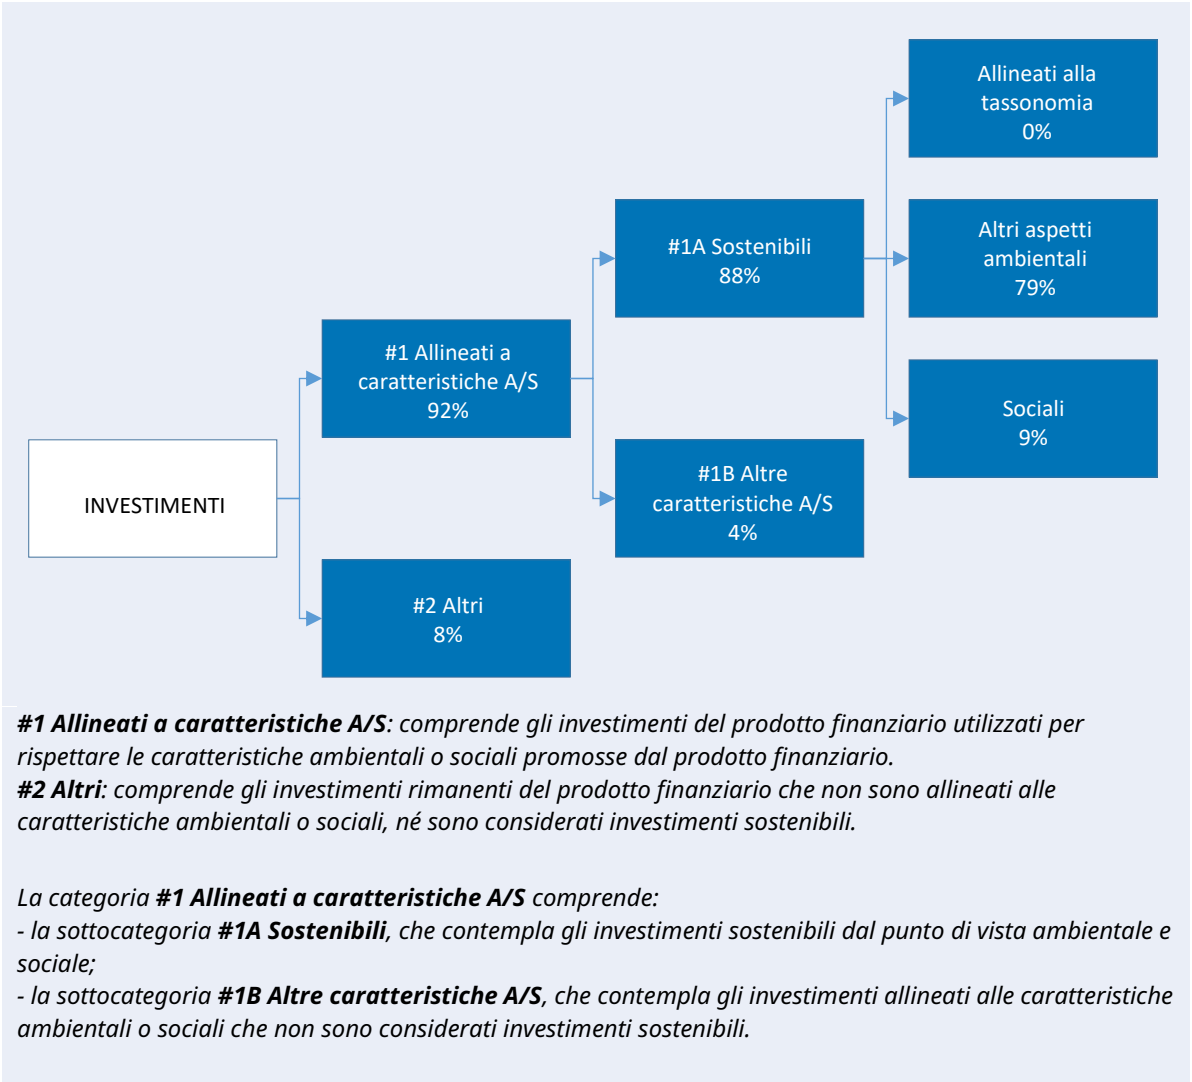 Allineati alla
tassonomia
0%
#1A Sostenibili
88%
Altri aspetti
ambientali
79%
#1 Allineati a
caratteristiche A/S
92%
Sociali
9%
INVESTIMENTI
#1B Altre
caratteristiche A/S
4%
#2 Altri
8%
#1 Allineati a caratteristiche A/S: comprende gli investimenti del prodotto finanziario utilizzati per
rispettare le caratteristiche ambientali o sociali promosse dal prodotto finanziario.
#2 Altri: comprende gli investimenti rimanenti del prodotto finanziario che non sono allineati alle
caratteristiche ambientali o sociali, né sono considerati investimenti sostenibili.
La categoria #1 Allineati a caratteristiche A/S comprende:
- la sottocategoria #1A Sostenibili, che contempla gli investimenti sostenibili dal punto di vista ambientale e
sociale;
- la sottocategoria #1B Altre caratteristiche A/S, che contempla gli investimenti allineati alle caratteristiche
ambientali o sociali che non sono considerati investimenti sostenibili.